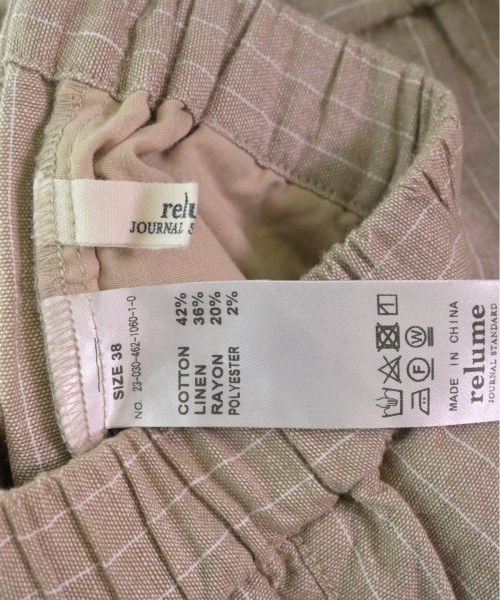 relu
JOURNAL S
SIZE 38
NO. 23-030-462-1060-1-0
COTTON 42%
LINEN 36%
RAYON 20%
POLYESTER 2%
F W
MADE IN CHINA
relume
JOURNAL STANDARD